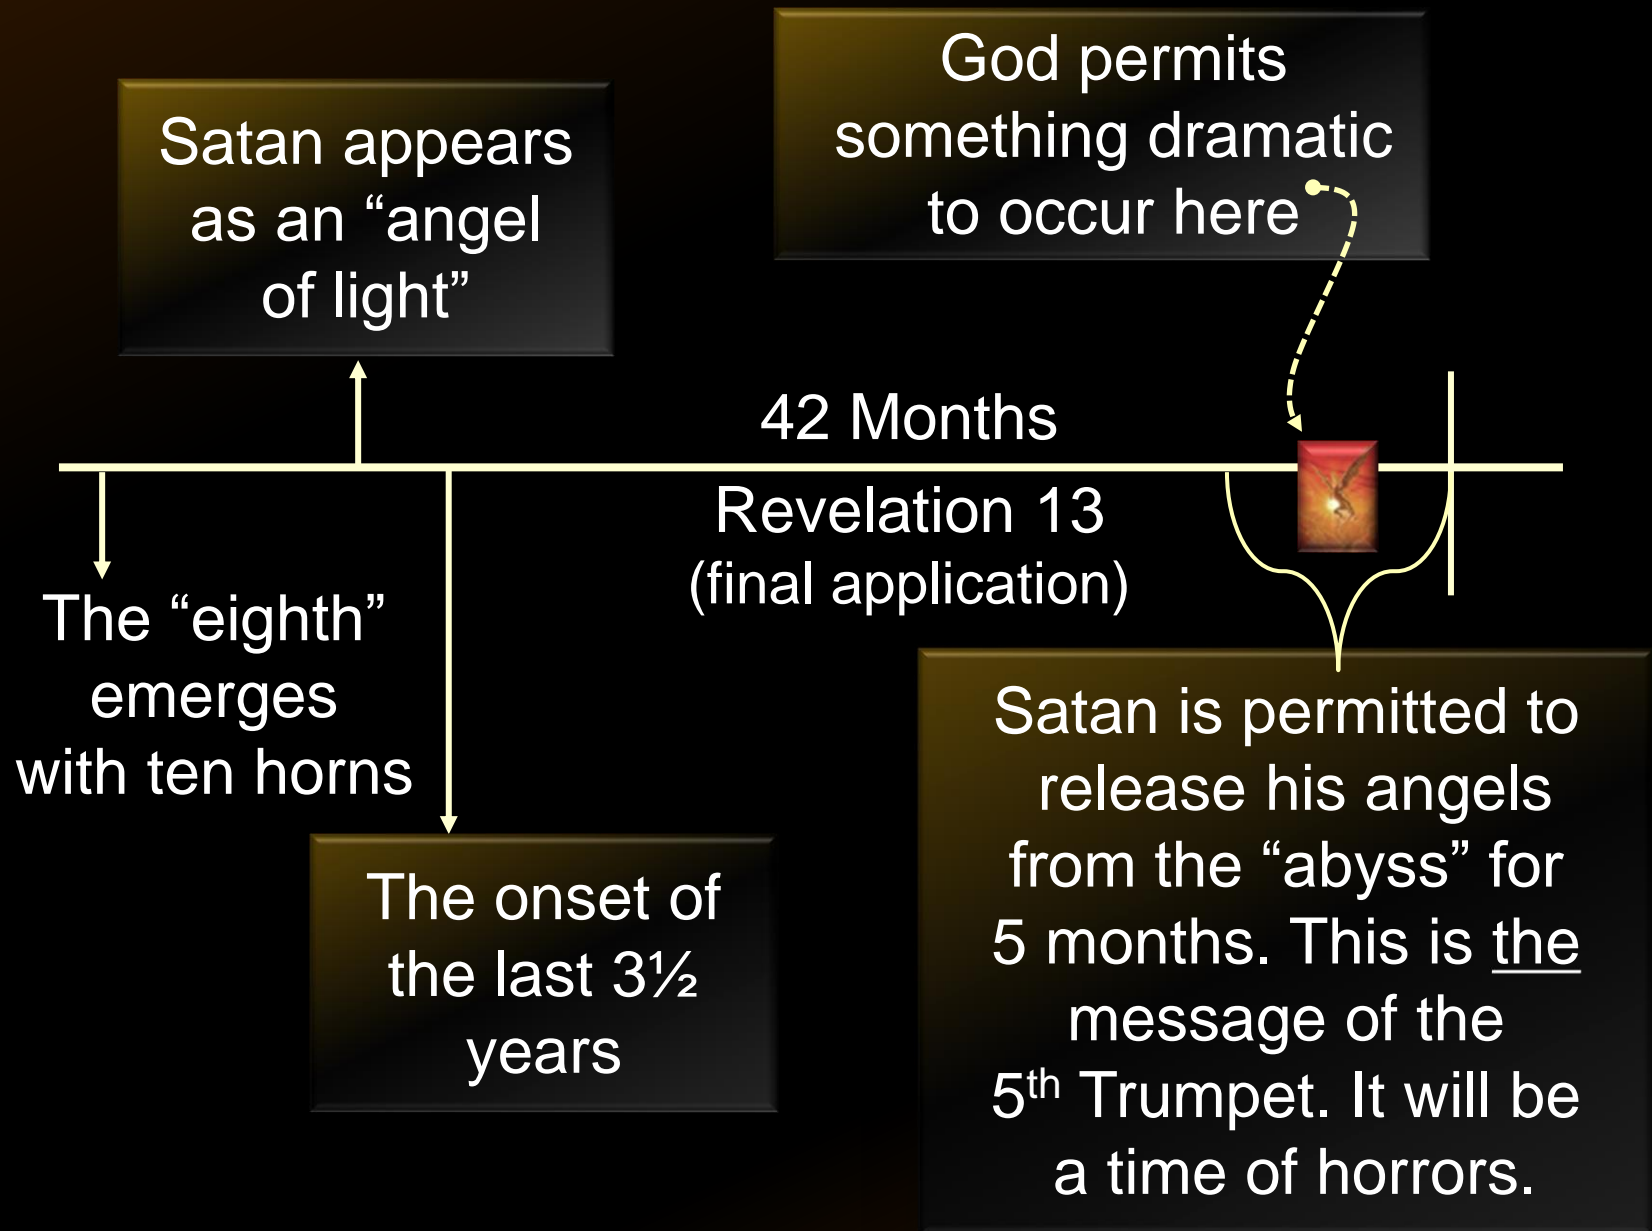 God permits
something dramatic
to occur here
Satan appears
as an “angel
of light”
42 Months
Revelation 13
(final application)
The “eighth”
emerges
with ten horns
The onset of
the last 3½
years
Satan is permitted to
release his angels
from the “abyss” for
5 months. This is the
message of the
5th Trumpet. It will be
a time of horrors.